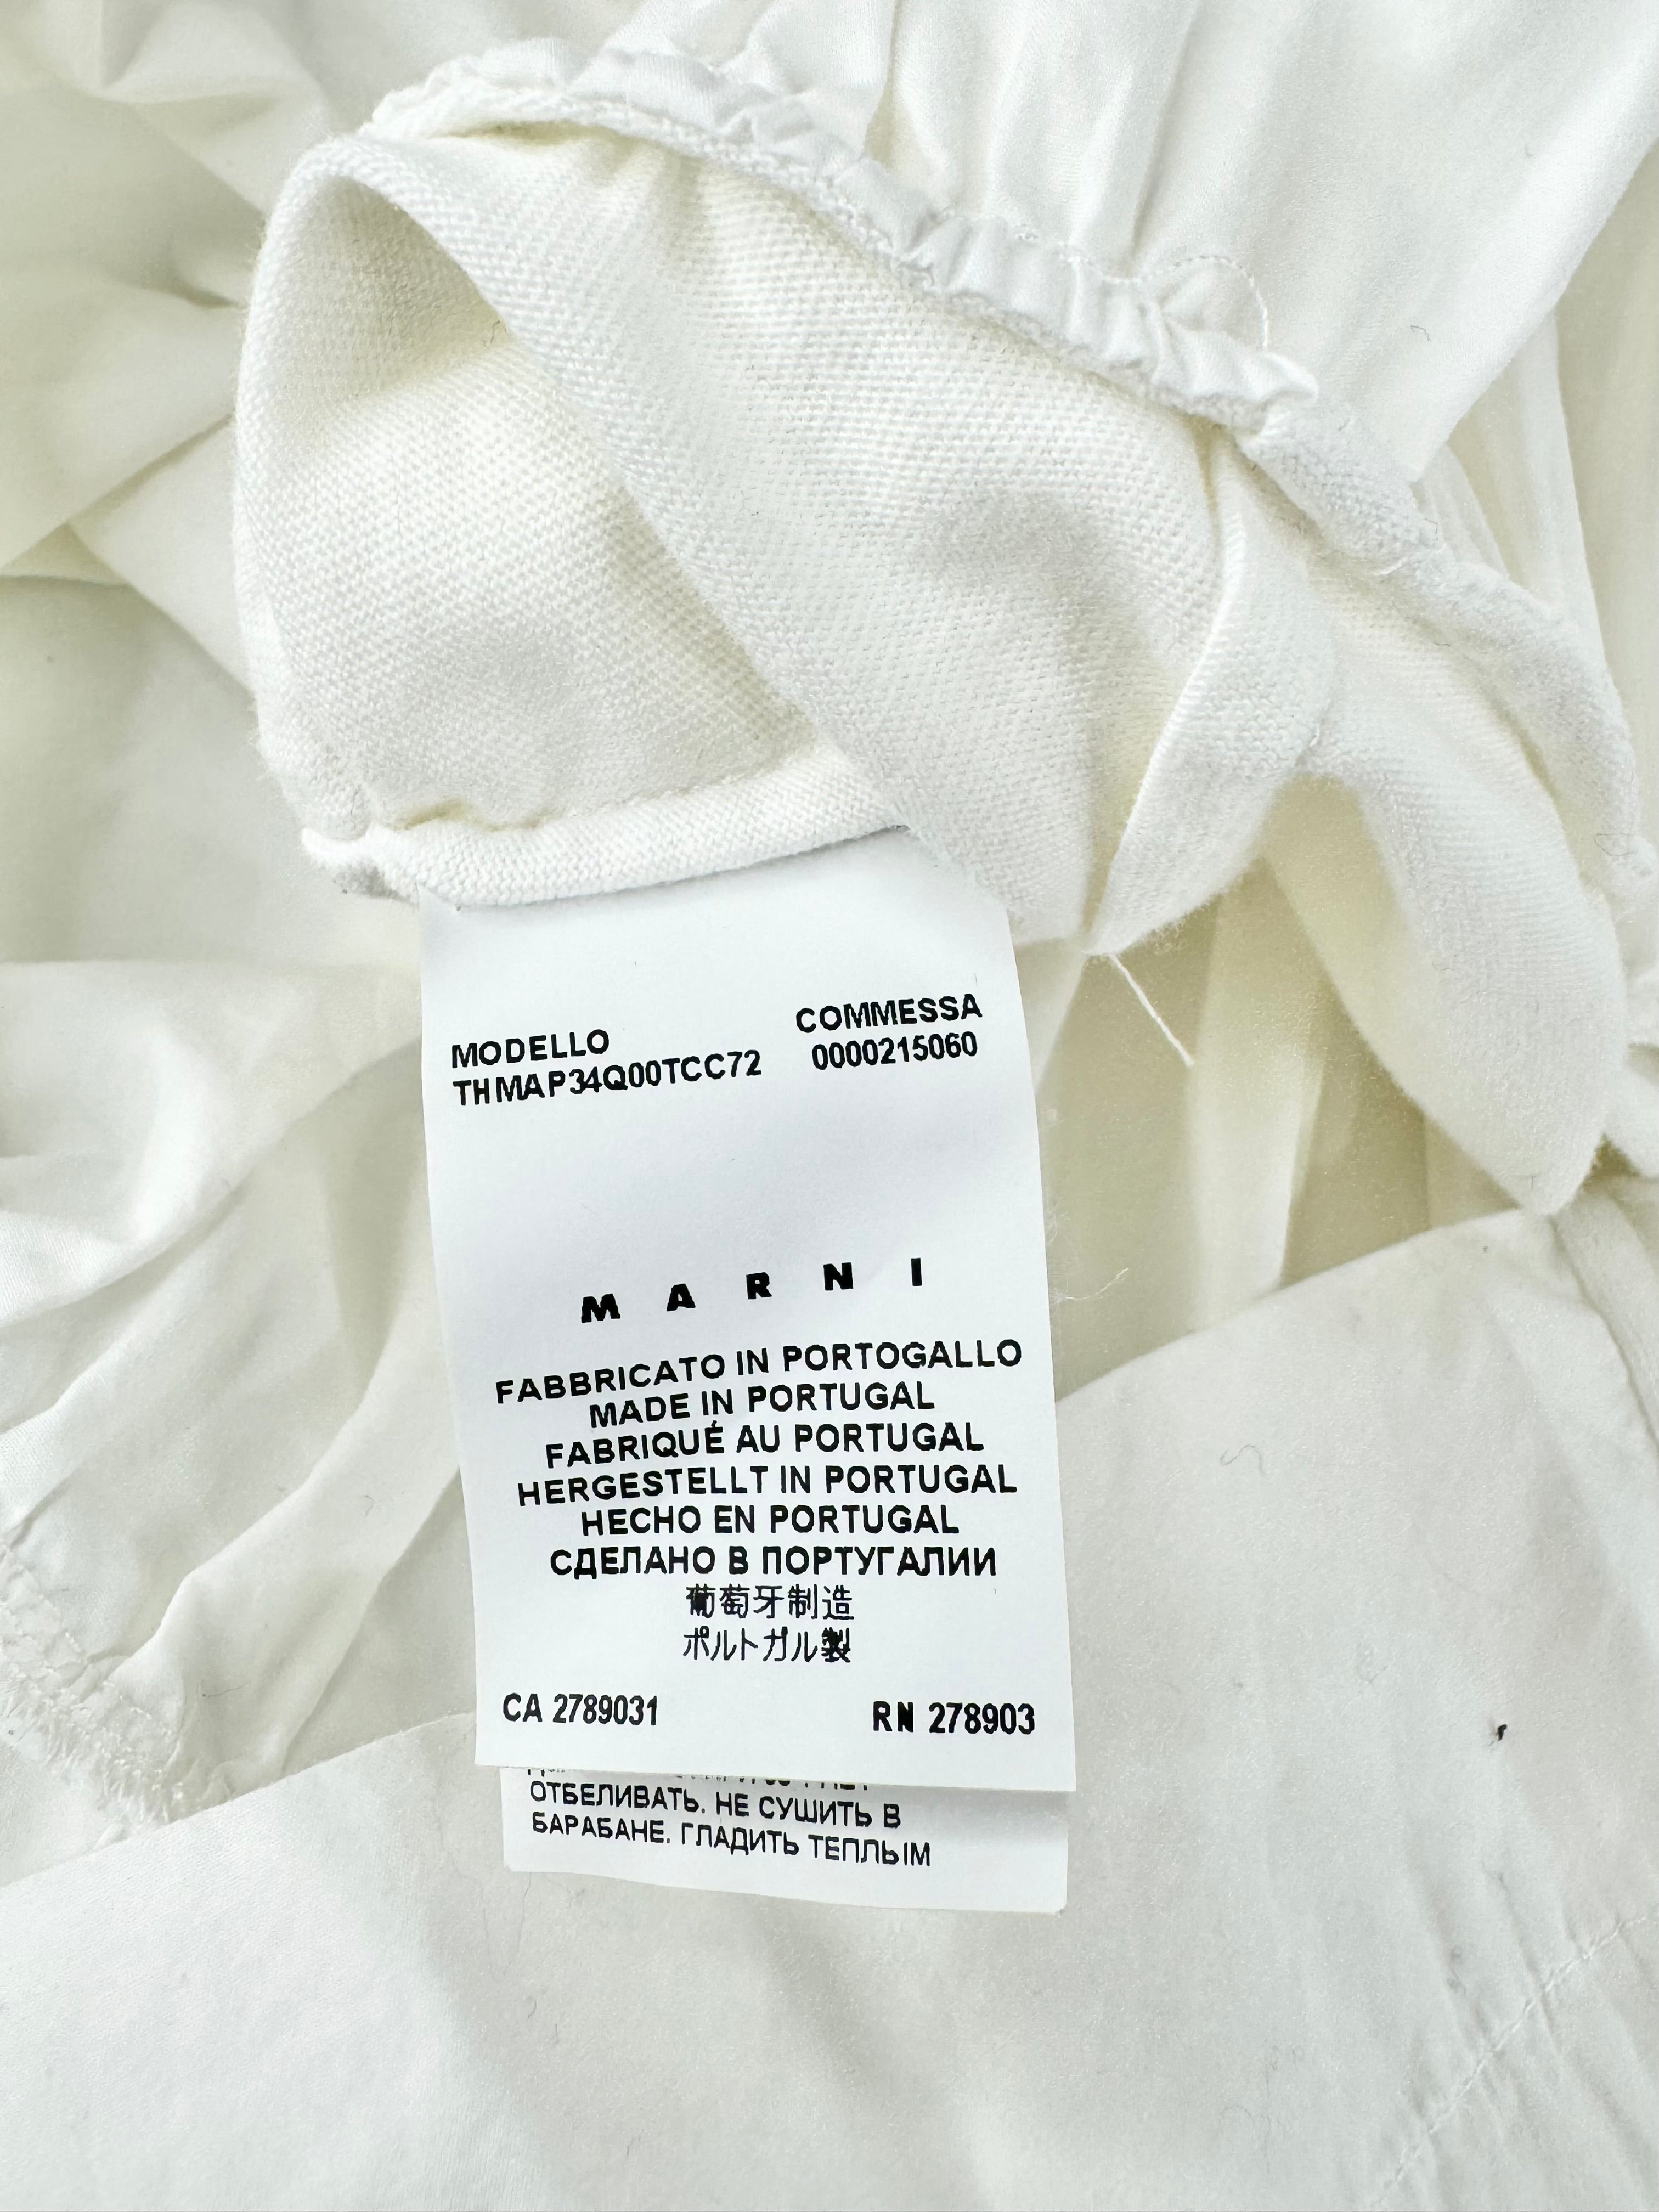 MODELLO COMMESSA
THMAP34Q00TCC72 0000215060
MARNI
FABBRICATO IN PORTOGALLO
MADE IN PORTUGAL
FABRIQUÉ AU PORTUGAL
HERGESTELLT IN PORTUGAL
HECHO EN PORTUGAL
СДЕЛАНО В ПОРТУГАЛИИ
葡萄牙制造
ポルトガル製
CA 2789031 RN 278903
ОТБЕЛИВАТЬ. НЕ СУШИТЬ В
БАРАБАНЕ. ГЛАДИТЬ ТЕПЛЫМ